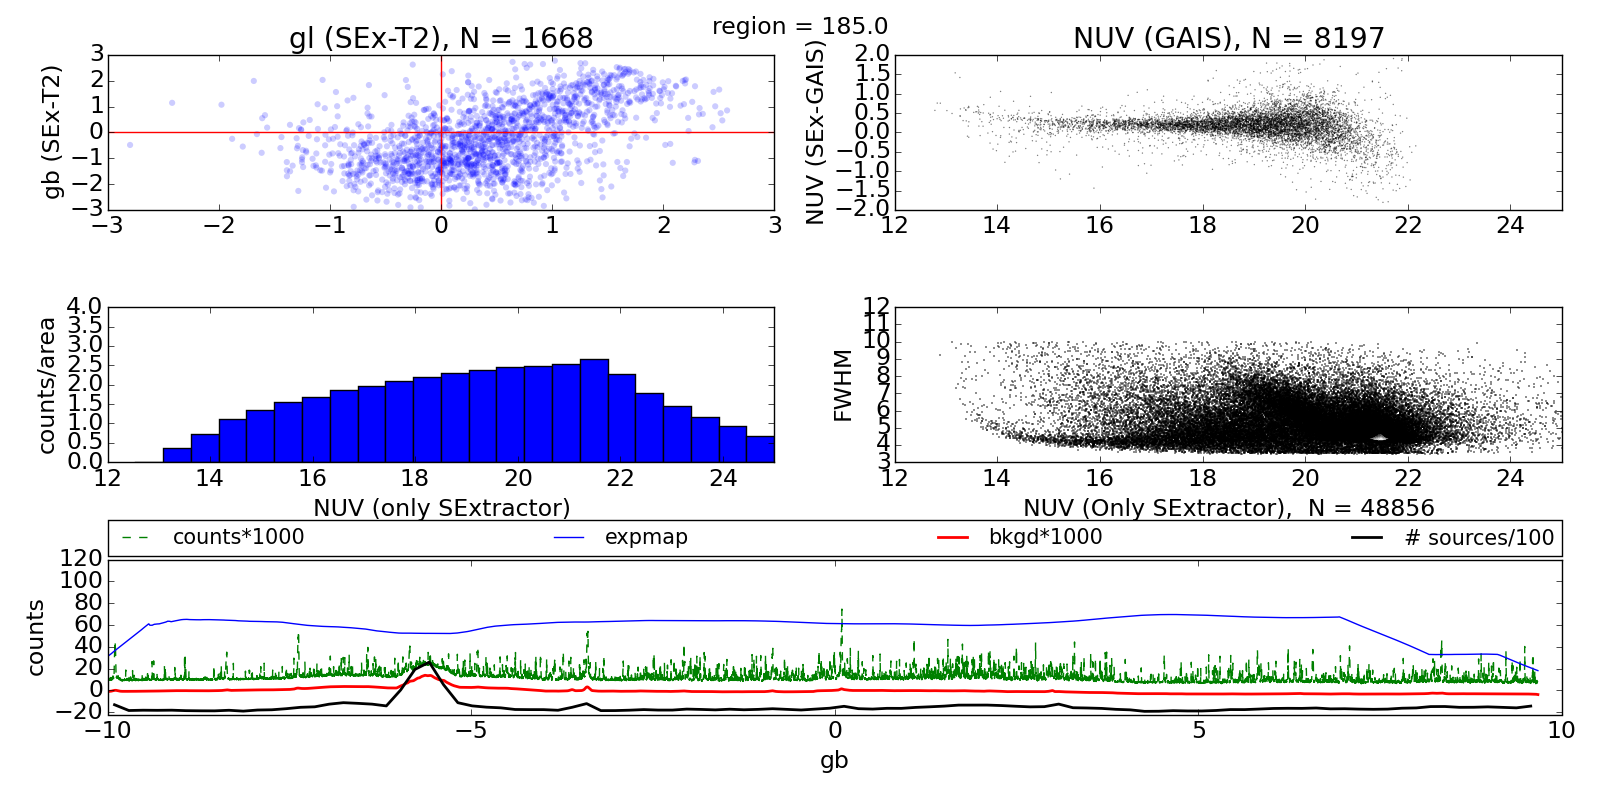 region = 185.0
gl (SEx-T2), N = 1668
gb (SEx-T2)
3
2
1
0
−1
−2
−3
−3 −2 −1 0 1 2 3
NUV (GAIS), N = 8197
NUV (SEx-GAIS)
2.0
1.5
1.0
0.5
0.0
−0.5
−1.0
−1.5
−2.0
12 14 16 18 20 22 24
counts/area
4.0
3.5
3.0
2.5
2.0
1.5
1.0
0.5
0.0
12 14 16 18 20 22 24
NUV (only SExtractor)
FWHM
12
11
10
9
8
7
6
5
4
3
12 14 16 18 20 22 24
NUV (Only SExtractor), N = 48856
counts*1000 expmap bkgd*1000 # sources/100
counts
120
100
80
60
40
20
0
−20
−10 −5 0 5 10
gb